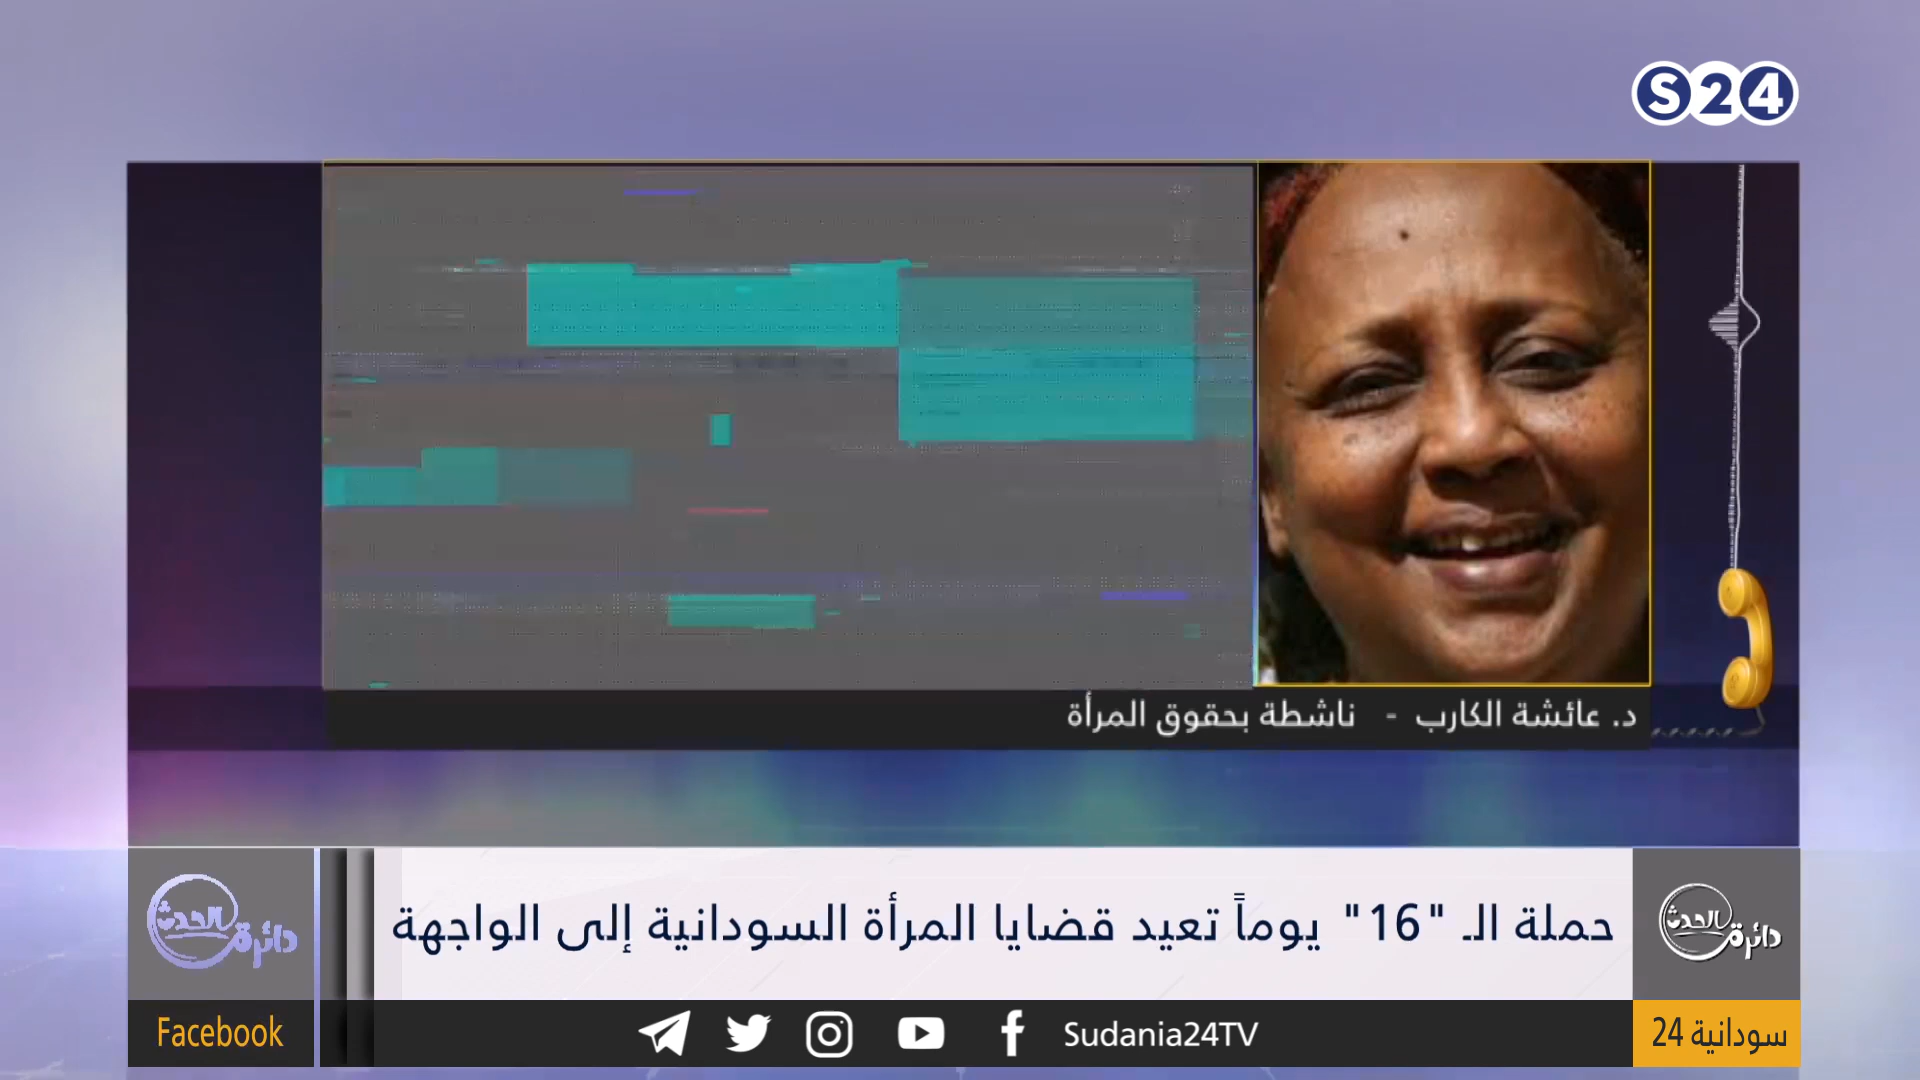 S24
د. عائشة الكارب - ناشطة بحقوق المرأة
حملة الـ "16" يوماً تعيد قضايا المرأة السودانية إلى الواجهة
دائرة الحدث
دائرة الحدث
سودانية 24
Sudania24TV
Facebook